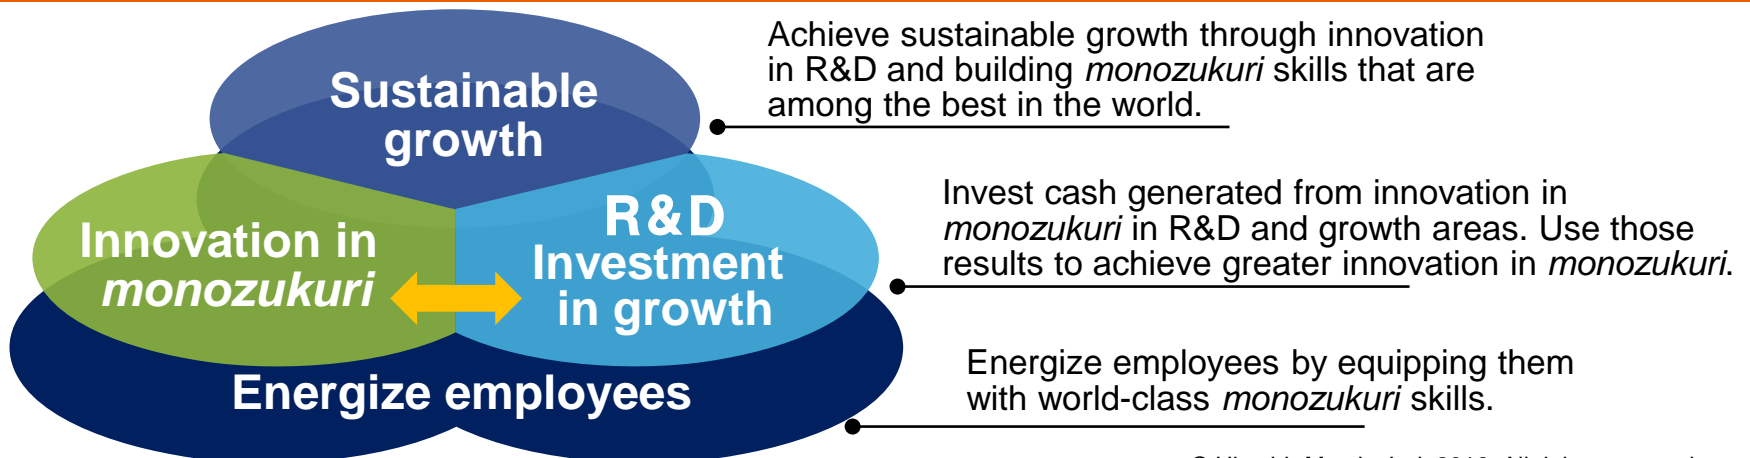 Sustainable
growth
Achieve sustainable growth through innovation
in R&D and building monozukuri skills that are
among the best in the world.
Innovation in
monozukuri
R&D
Investment
in growth
Invest cash generated from innovation in
monozukuri in R&D and growth areas. Use those
results to achieve greater innovation in monozukuri.
Energize employees
Energize employees by equipping them
with world-class monozukuri skills.